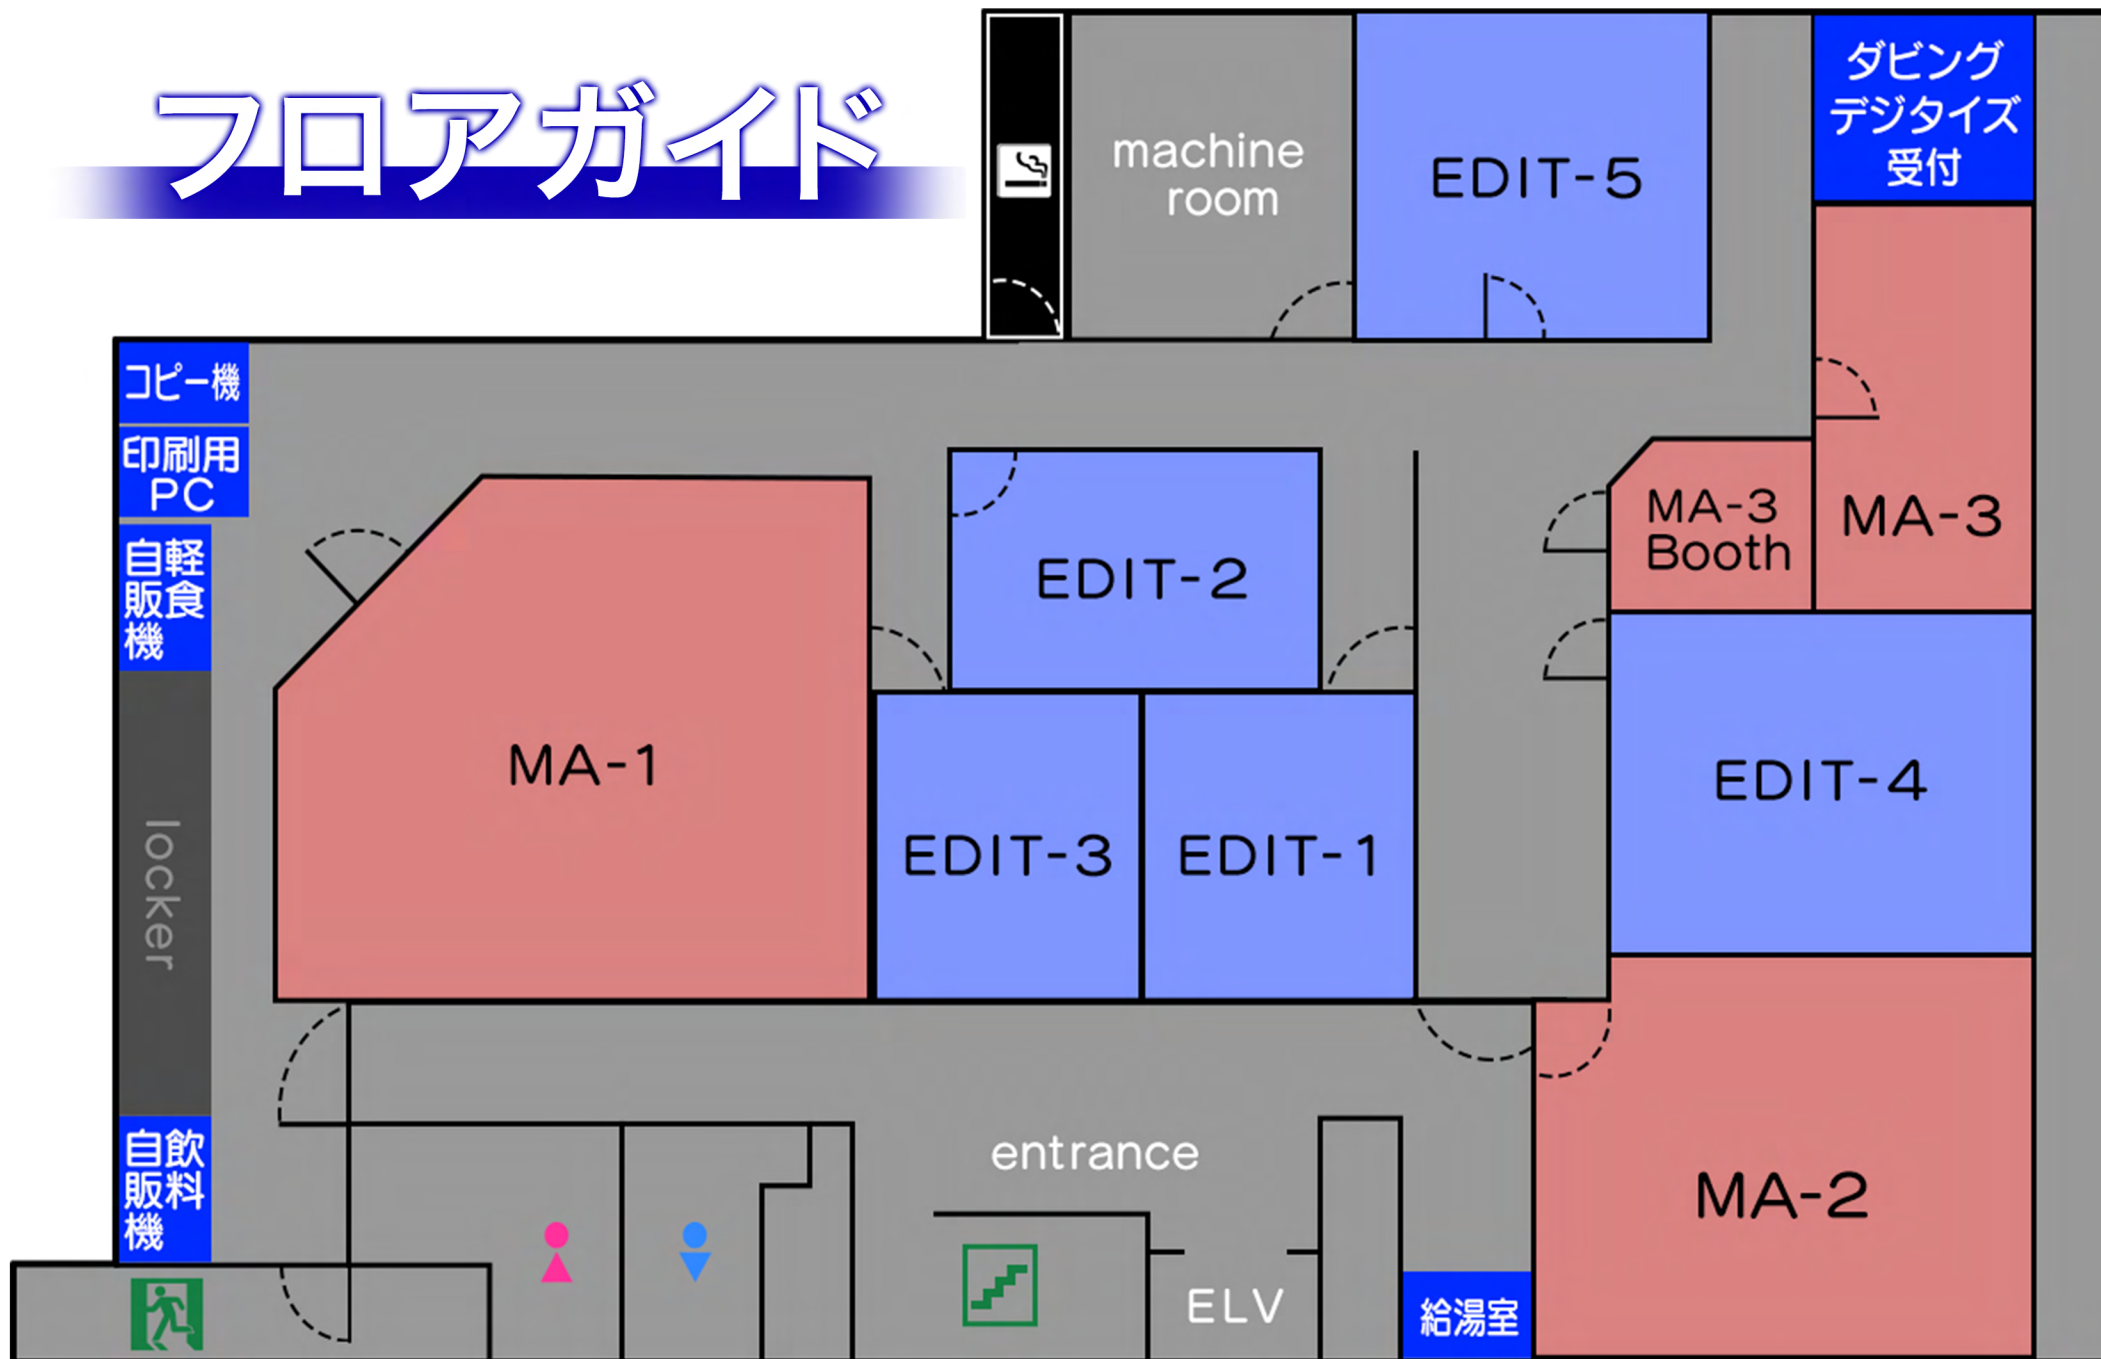 フロアガイド
machine
room
EDIT-5
ダビング
デジタイズ
受付
コピー機
印刷用
PC
軽食
自販機
MA-1
EDIT-2
MA-3
Booth
MA-3
locker
EDIT-3
EDIT-1
EDIT-4
飲料
自販機
entrance
ELV
給湯室
MA-2